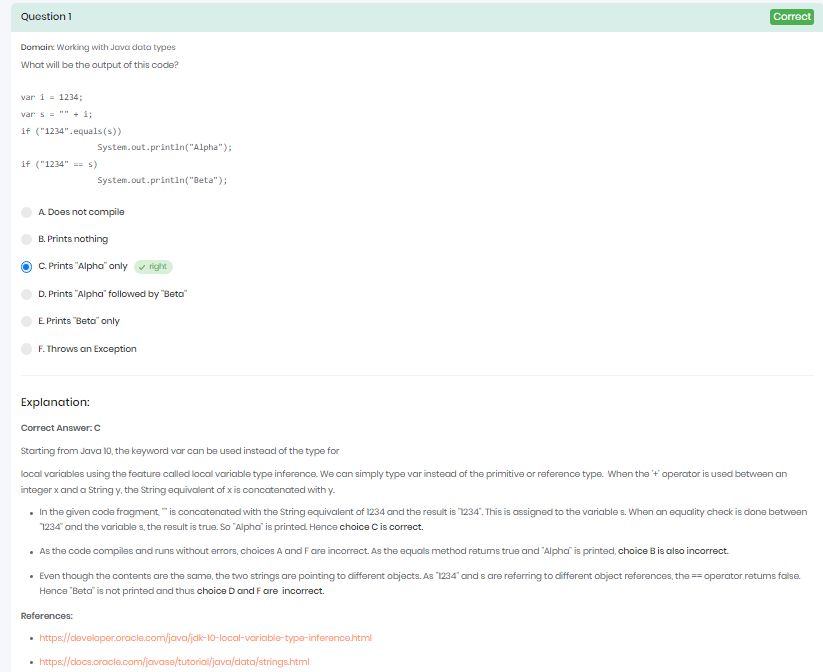 Question 1
Correct
Domain: Working with Java data types
What will be the output of this code?
var i = 1234;
var s = "" + i;
if ("1234".equals(s))
System.out.println("Alpha");
if ("1234" == s)
System.out.println("Beta");
A. Does not compile
B. Prints nothing
C. Prints "Alpha" only ✓ right
D. Prints "Alpha" followed by "Beta"
E. Prints "Beta" only
F. Throws an Exception
Explanation:
Correct Answer: C
Starting from Java 10, the keyword var can be used instead of the type for
local variables using the feature called local variable type inference. We can simply type var instead of the primitive or reference type. When the '+' operator is used between an
integer x and a String y, the String equivalent of x is concatenated with y.
• In the given code fragment, "" is concatenated with the String equivalent of 1234 and the result is "1234". This is assigned to the variable s. When an equality check is done between
"1234" and the variable s, the result is true. So "Alpha" is printed. Hence choice C is correct.
• As the code compiles and runs without errors, choices A and F are incorrect. As the equals method returns true and "Alpha" is printed, choice B is also incorrect.
• Even though the contents are the same, the two strings are pointing to different objects. As "1234" and s are referring to different object references, the == operator returns false.
Hence "Beta" is not printed and thus choice D and F are incorrect.
References:
• https://developer.oracle.com/java/jdk-10-local-variable-type-inference.html
• https://docs.oracle.com/javase/tutorial/java/data/strings.html